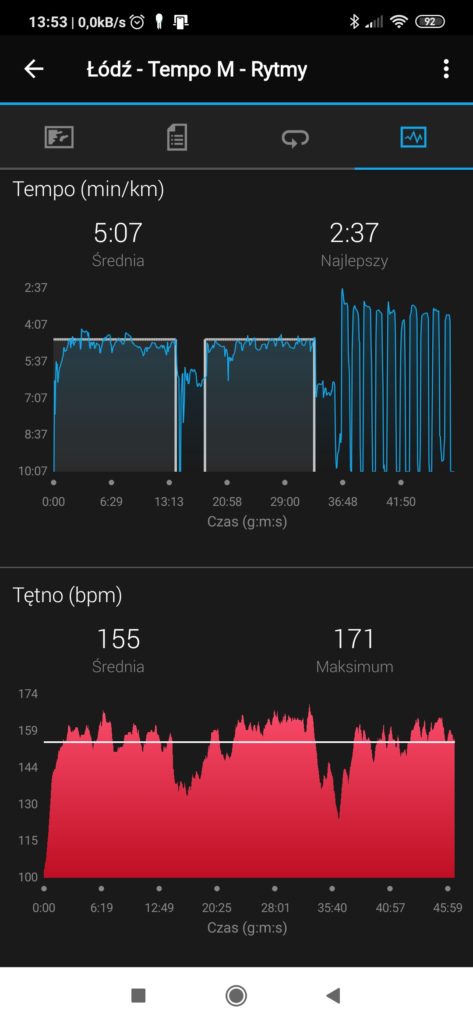 13:53 | 0,0kB/s
92
Łódź - Tempo M - Rytmy
Tempo (min/km)
5:07 2:37
Średnia Najlepszy
2:37
4:07
5:37
7:07
8:37
10:07
0:00 6:29 13:13 20:58 29:00 36:48 41:50
Czas (g:m:s)
Tętno (bpm)
155 171
Średnia Maksimum
174
159
144
130
115
100
0:00 6:19 12:49 20:25 28:01 35:40 40:57 45:59
Czas (g:m:s)